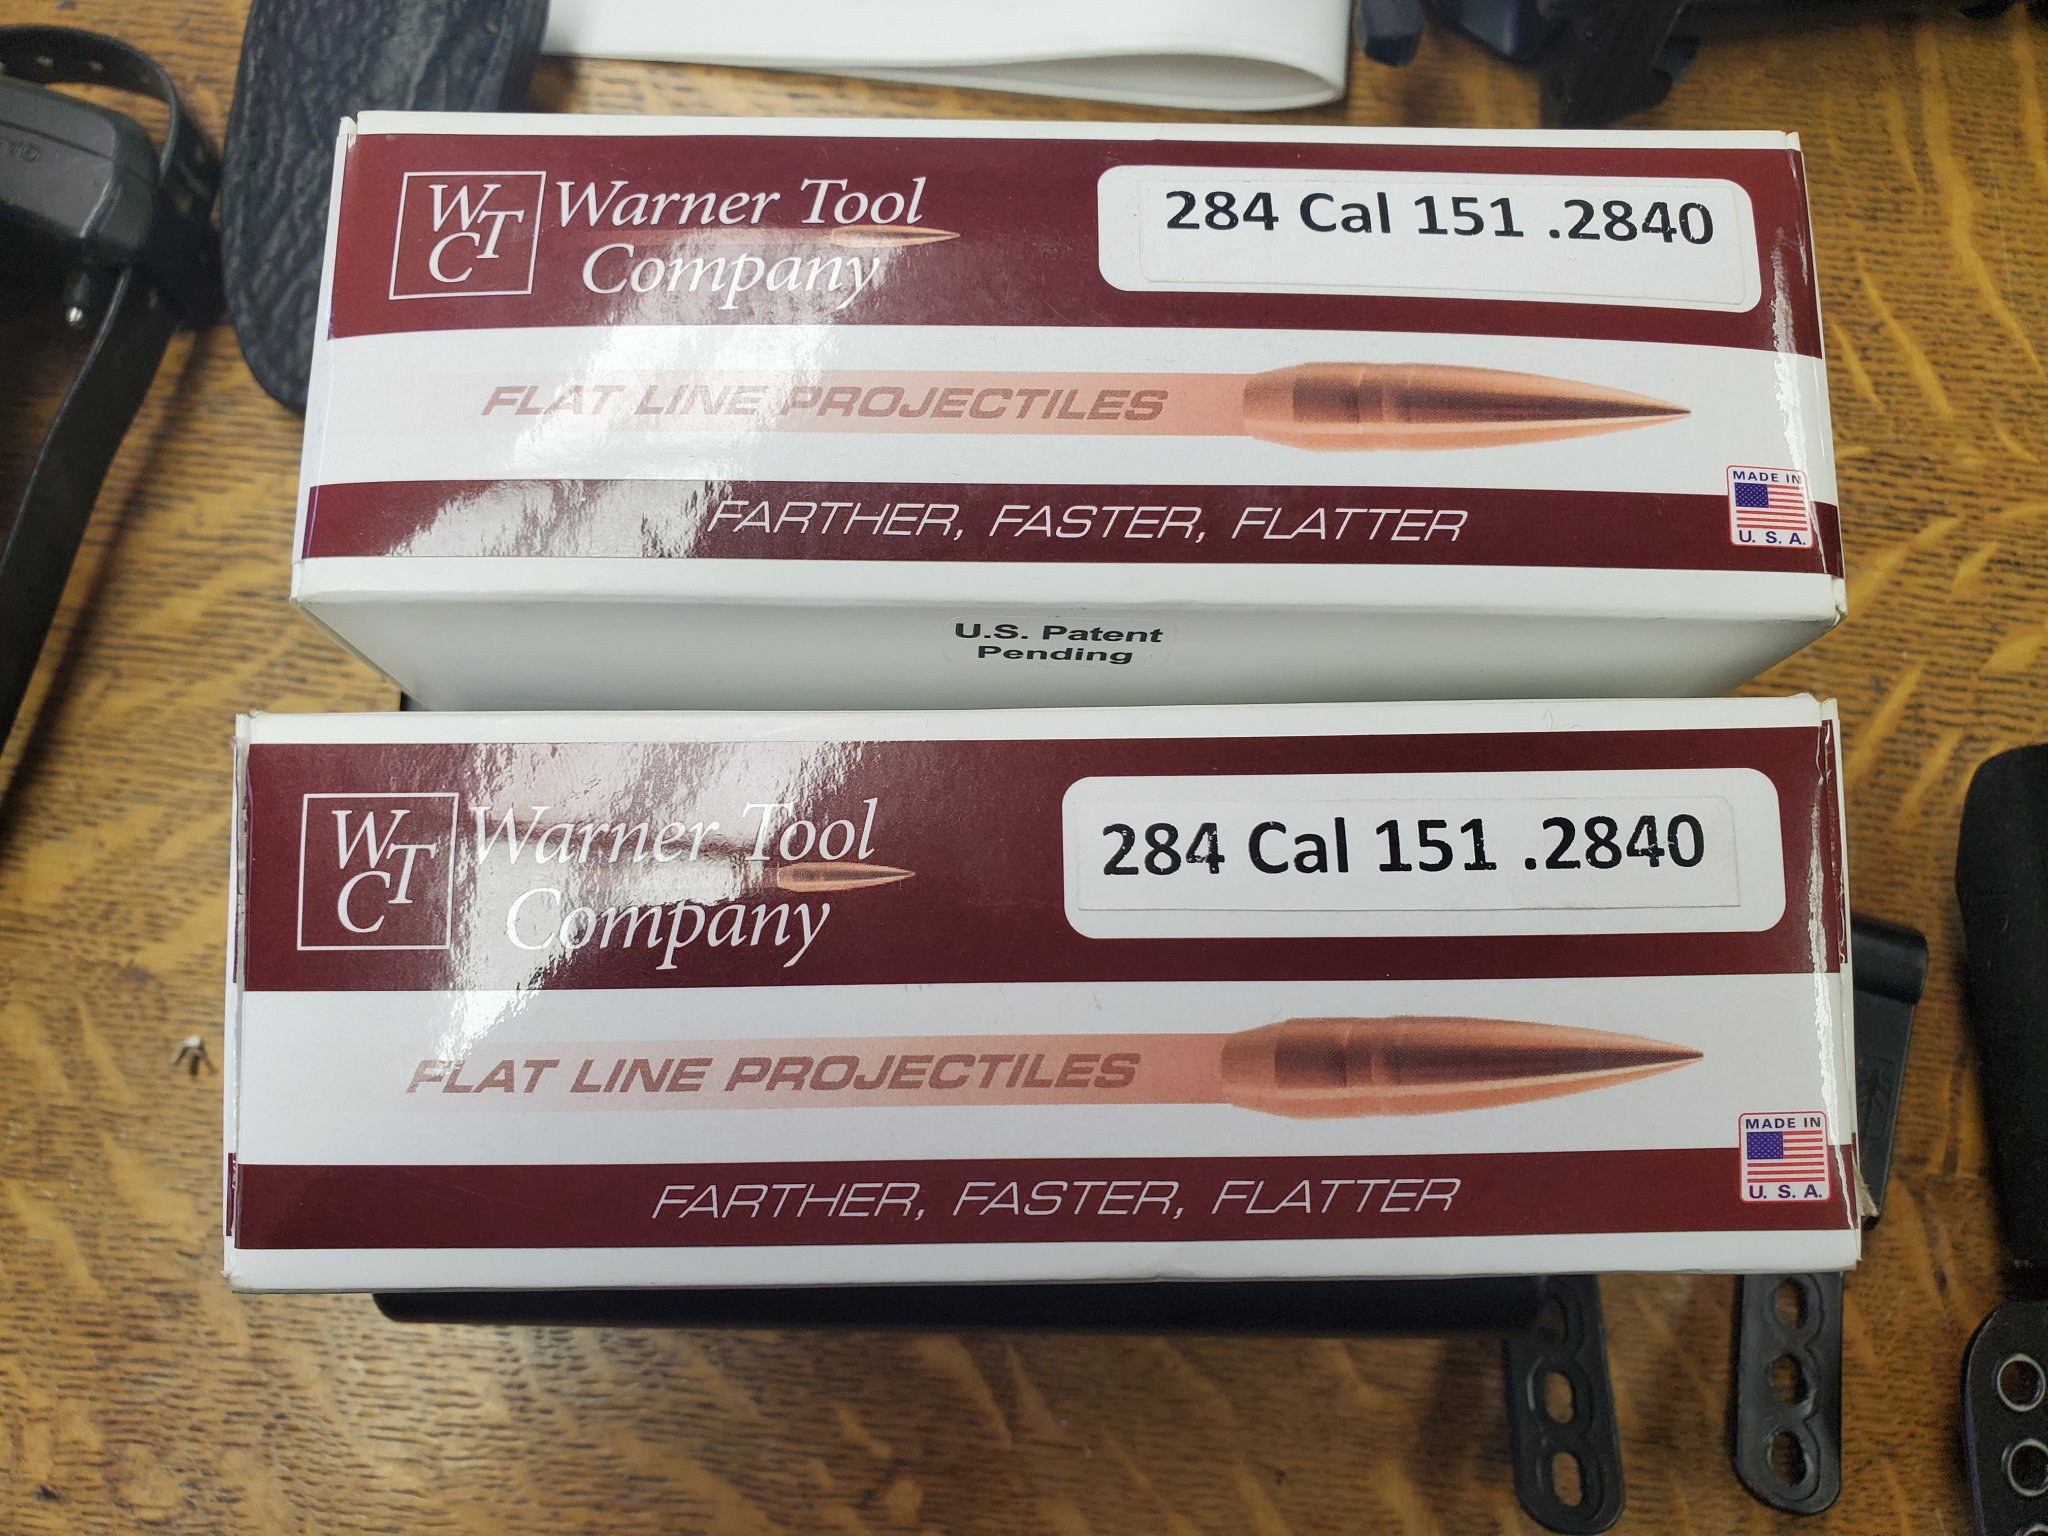 WTC
Warner Tool
Company
284 Cal 151 .2840
FLAT LINE PROJECTILES
FARTHER, FASTER, FLATTER
MADE IN
U. S. A.
U.S. Patent
Pending
WTC
Warner Tool
Company
284 Cal 151 .2840
FLAT LINE PROJECTILES
FARTHER, FASTER, FLATTER
MADE IN
U. S. A.